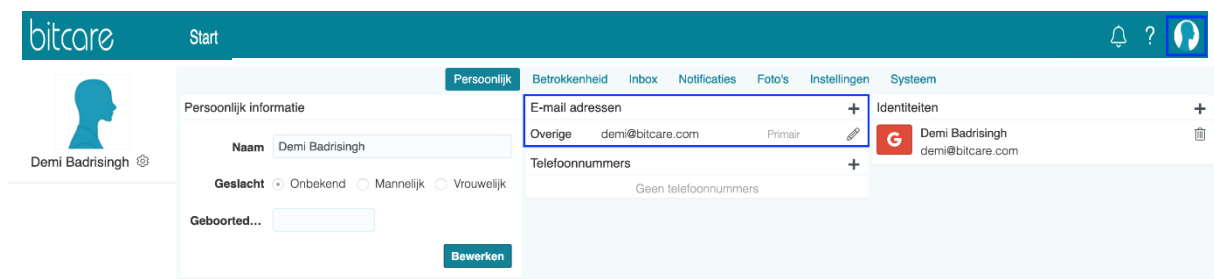 bitcare Start ?
Persoonlijk Betrokkenheid Inbox Notificaties Foto's Instellingen Systeem
Persoonlijk informatie
Naam Demi Badrisingh
Geslacht Onbekend Mannelijk Vrouwelijk
Geboorted...
Bewerken
Demi Badrisingh
E-mail adressen +
Overige demi@bitcare.com Primair
Telefoonnummers +
Geen telefoonnummers
Identiteiten +
G Demi Badrisingh
demi@bitcare.com